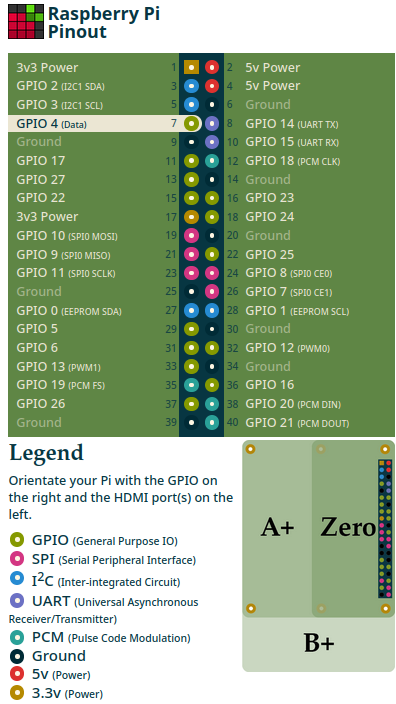 Raspberry Pi
Pinout
3v3 Power 1 2 5v Power
GPIO 2 (I2C1 SDA) 3 4 5v Power
GPIO 3 (I2C1 SCL) 5 6 Ground
GPIO 4 (Data) 7 8 GPIO 14 (UART TX)
Ground 9 10 GPIO 15 (UART RX)
GPIO 17 11 12 GPIO 18 (PCM CLK)
GPIO 27 13 14 Ground
GPIO 22 15 16 GPIO 23
3v3 Power 17 18 GPIO 24
GPIO 10 (SPI0 MOSI) 19 20 Ground
GPIO 9 (SPI0 MISO) 21 22 GPIO 25
GPIO 11 (SPI0 SCLK) 23 24 GPIO 8 (SPI0 CE0)
Ground 25 26 GPIO 7 (SPI0 CE1)
GPIO 0 (EEPROM SDA) 27 28 GPIO 1 (EEPROM SCL)
GPIO 5 29 30 Ground
GPIO 6 31 32 GPIO 12 (PWM0)
GPIO 13 (PWM1) 33 34 Ground
GPIO 19 (PCM FS) 35 36 GPIO 16
GPIO 26 37 38 GPIO 20 (PCM DIN)
Ground 39 40 GPIO 21 (PCM DOUT)
Legend
Orientate your Pi with the GPIO on
the right and the HDMI port(s) on the
left.
GPIO (General Purpose IO)
SPI (Serial Peripheral Interface)
I²C (Inter-integrated Circuit)
UART (Universal Asynchronous
Receiver/Transmitter)
PCM (Pulse Code Modulation)
Ground
5v (Power)
3.3v (Power)
A+ Zero
B+